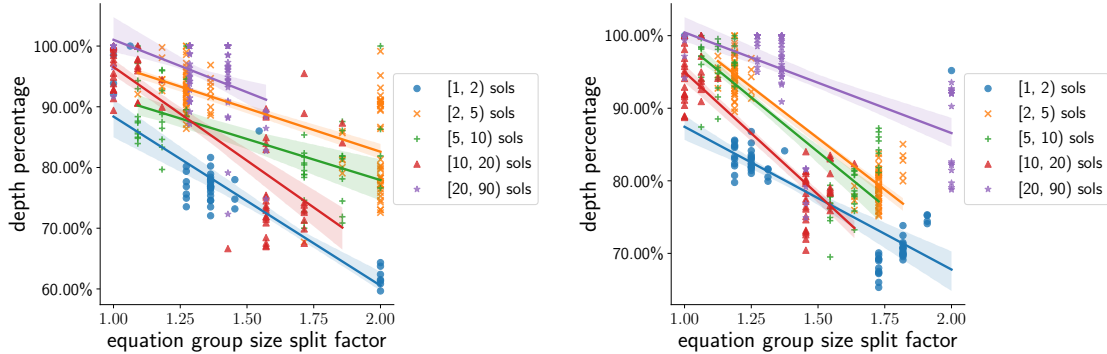 100.00%
90.00%
80.00%
70.00%
60.00%
depth percentage
1.00
1.25
1.50
1.75
2.00
equation group size split factor
[1, 2) sols
[2, 5) sols
[5, 10) sols
[10, 20) sols
[20, 90) sols
100.00%
90.00%
80.00%
70.00%
depth percentage
1.00
1.25
1.50
1.75
2.00
equation group size split factor
[1, 2) sols
[2, 5) sols
[5, 10) sols
[10, 20) sols
[20, 90) sols